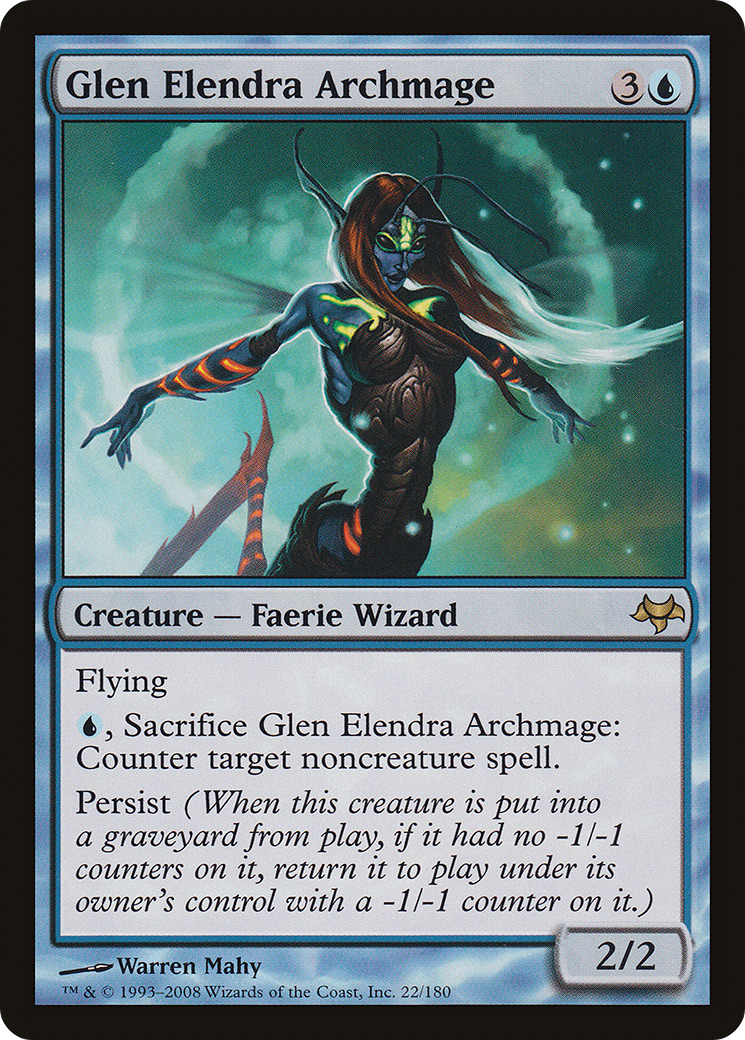 Glen Elendra Archmage 3
Creature — Faerie Wizard
Flying
, Sacrifice Glen Elendra Archmage:
Counter target noncreature spell.
Persist (When this creature is put into
a graveyard from play, if it had no -1/-1
counters on it, return it to play under its
owner's control with a -1/-1 counter on it.)
2/2
Warren Mahy
™ & © 1993–2008 Wizards of the Coast, Inc. 22/180